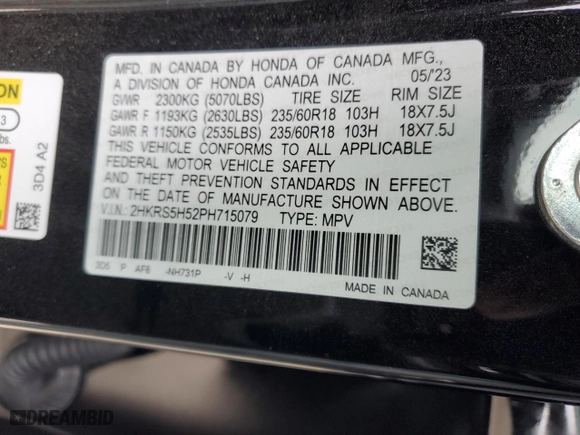 MFD. IN CANADA BY HONDA OF CANADA MFG.,
A DIVISION OF HONDA CANADA INC. 05/'23
GVWR 2300KG (5070LBS) TIRE SIZE RIM SIZE
GAWR F 1193KG (2630LBS) 235/60R18 103H 18X7.5J
GAWR R 1150KG (2535LBS) 235/60R18 103H 18X7.5J
THIS VEHICLE CONFORMS TO ALL APPLICABLE
FEDERAL MOTOR VEHICLE SAFETY
AND THEFT PREVENTION STANDARDS IN EFFECT
ON THE DATE OF MANUFACTURE SHOWN ABOVE.
V.I.N.: 2HKRS5H52PH715079 TYPE: MPV
3D5 P AF6 -NH731P -V -H
MADE IN CANADA
3D4 A2
DREAMBID